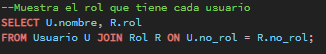 --Muestra el rol que tiene cada usuario
SELECT U.nombre, R.rol
FROM Usuario U JOIN Rol R ON U.no_rol = R.no_rol;